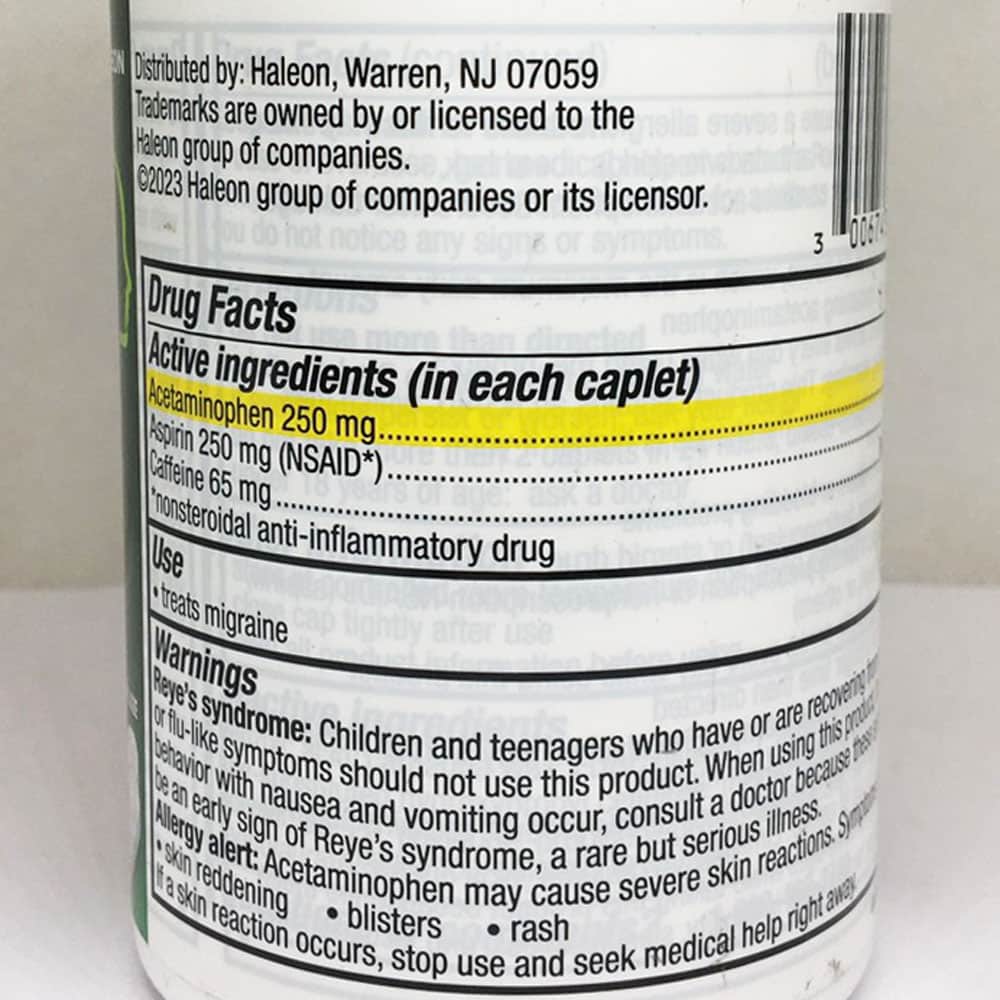 Distributed by: Haleon, Warren, NJ 07059
Trademarks are owned by or licensed to the
Haleon group of companies.
©2023 Haleon group of companies or its licensor.
3 0067
Drug Facts
Active ingredients (in each caplet)
Acetaminophen 250 mg
Aspirin 250 mg (NSAID*)
Caffeine 65 mg
*nonsteroidal anti-inflammatory drug
Use
• treats migraine
Warnings
Reye's syndrome: Children and teenagers who have or are recovering
or flu-like symptoms should not use this product. When using this product
behavior with nausea and vomiting occur, consult a doctor because these
be an early sign of Reye's syndrome, a rare but serious illness.
Allergy alert: Acetaminophen may cause severe skin reactions.
• skin reddening • blisters • rash
If a skin reaction occurs, stop use and seek medical help right away.